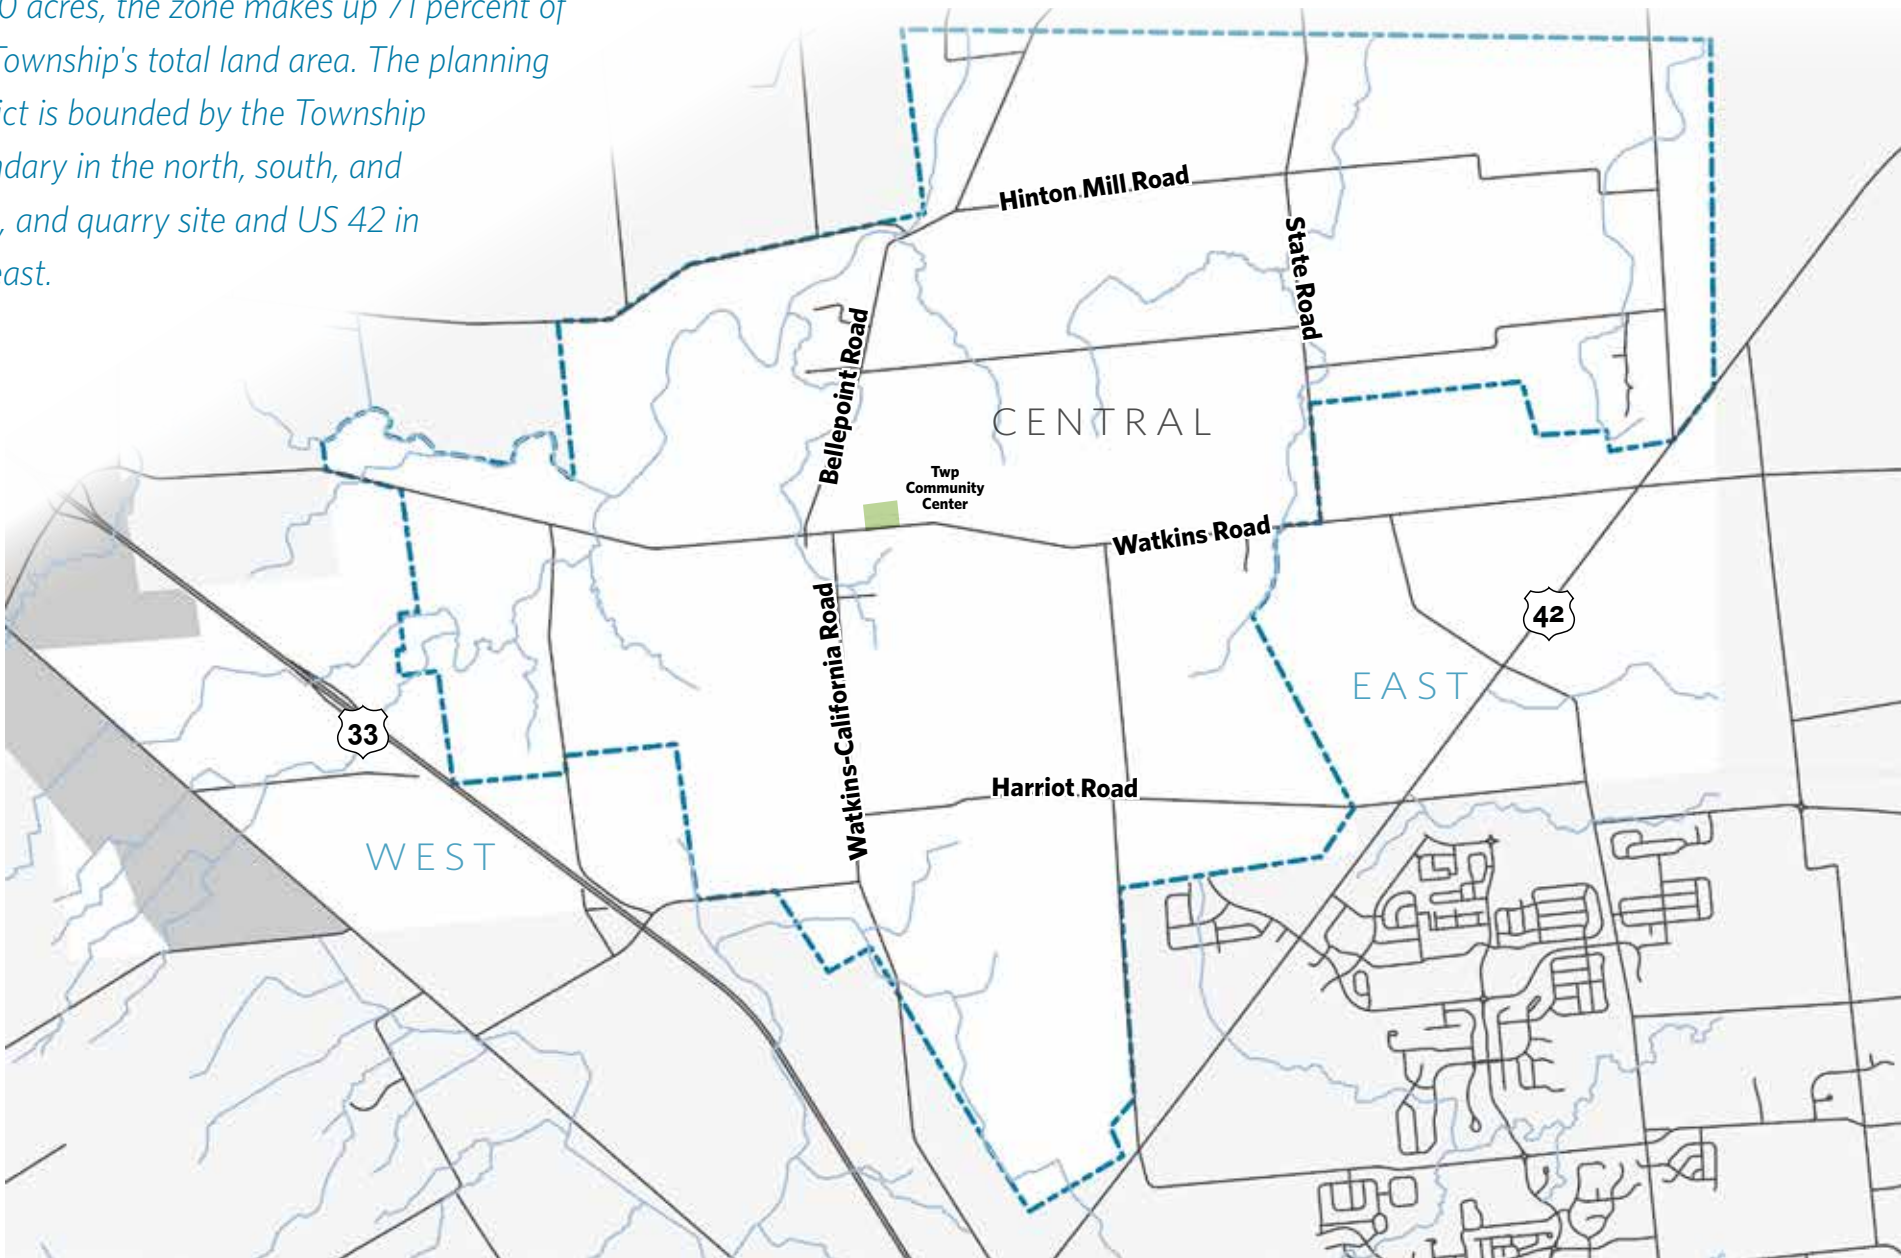 0 acres, the zone makes up 71 percent of
Township's total land area. The planning
ict is bounded by the Township
ndary in the north, south, and
, and quarry site and US 42 in
east.
Hinton Mill Road
State Road
Bellepoint Road
CENTRAL
Twp
Community
Center
Watkins Road
Watkins-California Road
42
EAST
33
Harriot Road
WEST